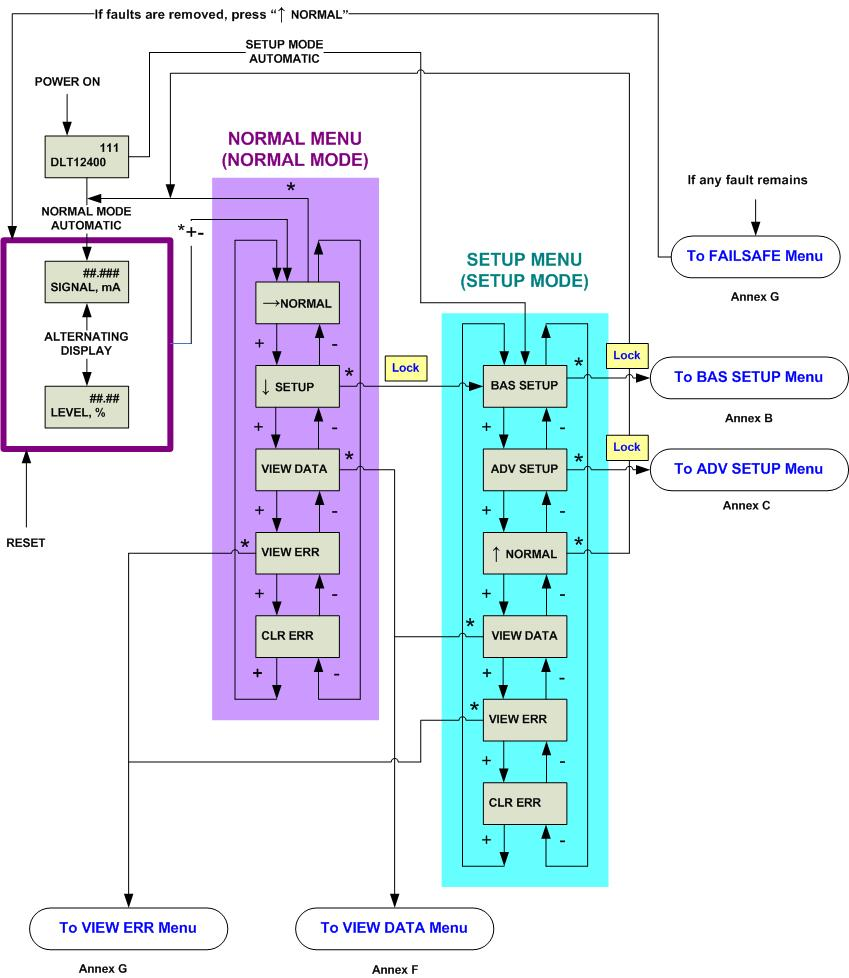 If faults are removed, press “↑ NORMAL”
SETUP MODE
AUTOMATIC
POWER ON
111
DLT12400
NORMAL MODE
AUTOMATIC
##.###
SIGNAL, mA
ALTERNATING
DISPLAY
##.##
LEVEL, %
RESET
*+-
NORMAL MENU
(NORMAL MODE)
*
→NORMAL
+ -
↓ SETUP
*
+ -
VIEW DATA
*
+ -
*
VIEW ERR
+ -
CLR ERR
+ -
Lock
SETUP MENU
(SETUP MODE)
BAS SETUP
*
+ -
ADV SETUP
*
+ -
↑ NORMAL
*
+ -
*
VIEW DATA
+ -
*
VIEW ERR
+ -
CLR ERR
+ -
If any fault remains
To FAILSAFE Menu
Annex G
Lock
To BAS SETUP Menu
Annex B
Lock
To ADV SETUP Menu
Annex C
To VIEW ERR Menu
Annex G
To VIEW DATA Menu
Annex F